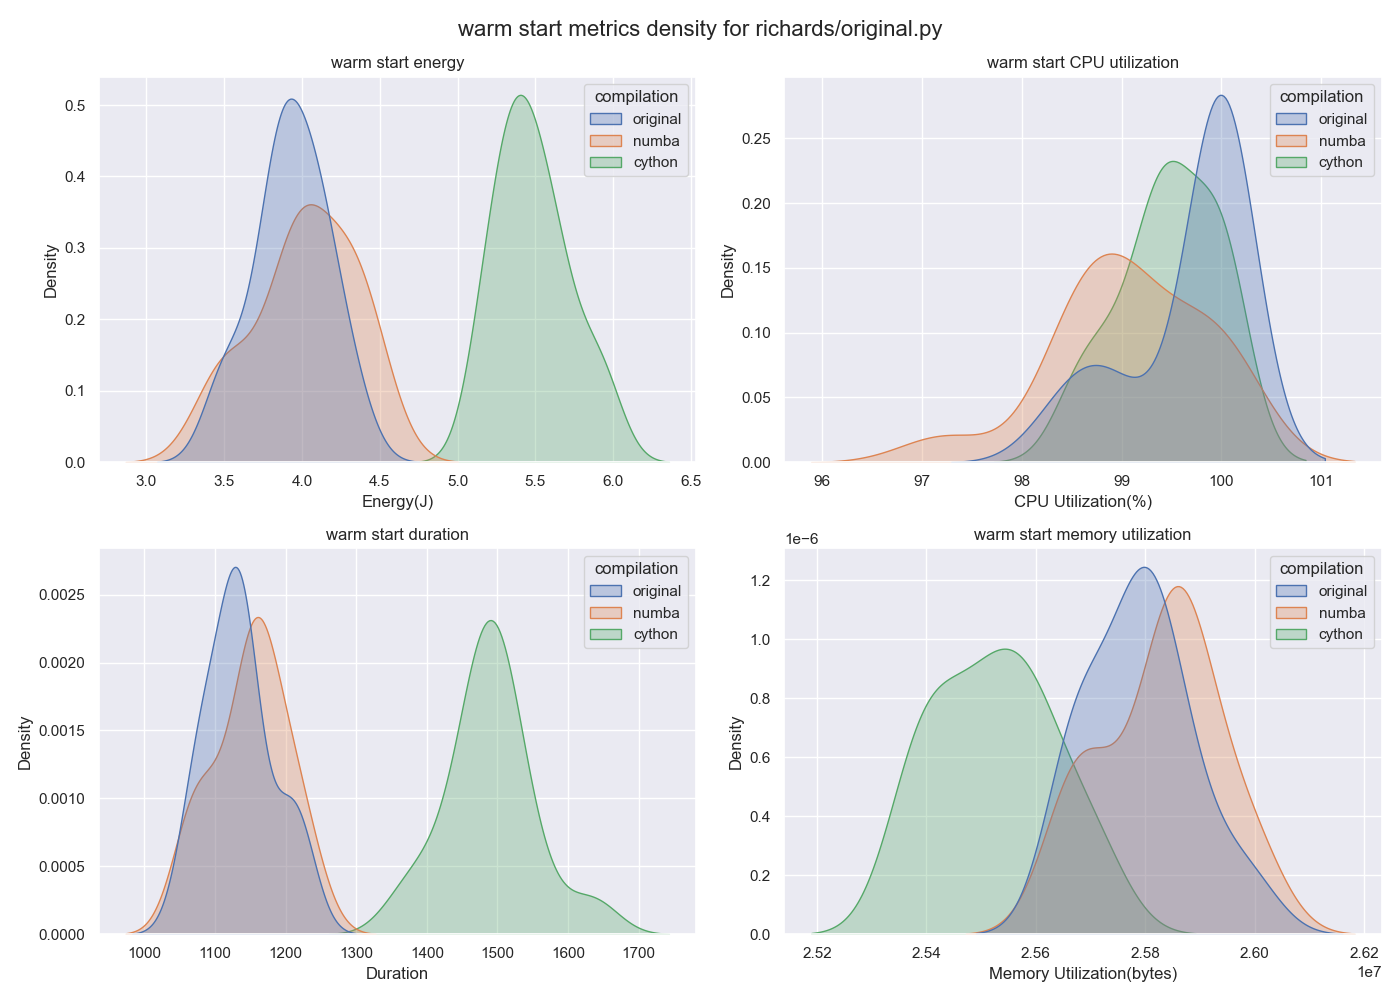 warm start metrics density for richards/original.py
warm start energy
Density
0.5
0.4
0.3
0.2
0.1
0.0
3.0 3.5 4.0 4.5 5.0 5.5 6.0 6.5
Energy(J)
compilation
original
numba
cython
warm start CPU utilization
Density
0.25
0.20
0.15
0.10
0.05
0.00
96 97 98 99 100 101
CPU Utilization(%)
compilation
original
numba
cython
warm start duration
Density
0.0025
0.0020
0.0015
0.0010
0.0005
0.0000
1000 1100 1200 1300 1400 1500 1600 1700
Duration
compilation
original
numba
cython
warm start memory utilization
1e−6
Density
1.2
1.0
0.8
0.6
0.4
0.2
0.0
2.52 2.54 2.56 2.58 2.60 2.62
1e7
Memory Utilization(bytes)
compilation
original
numba
cython